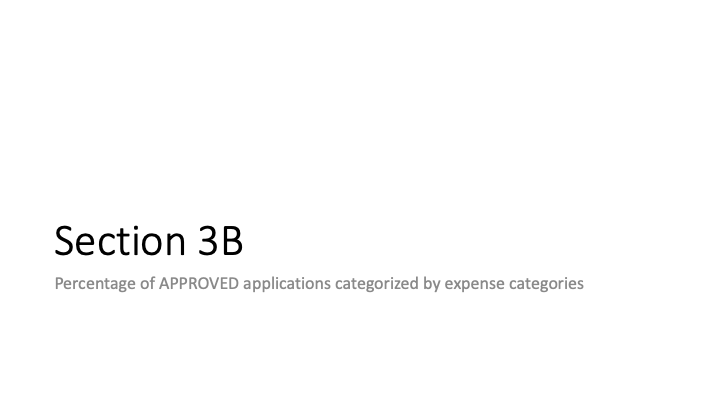 Section 3B
Percentage of APPROVED applications categorized by expense categories